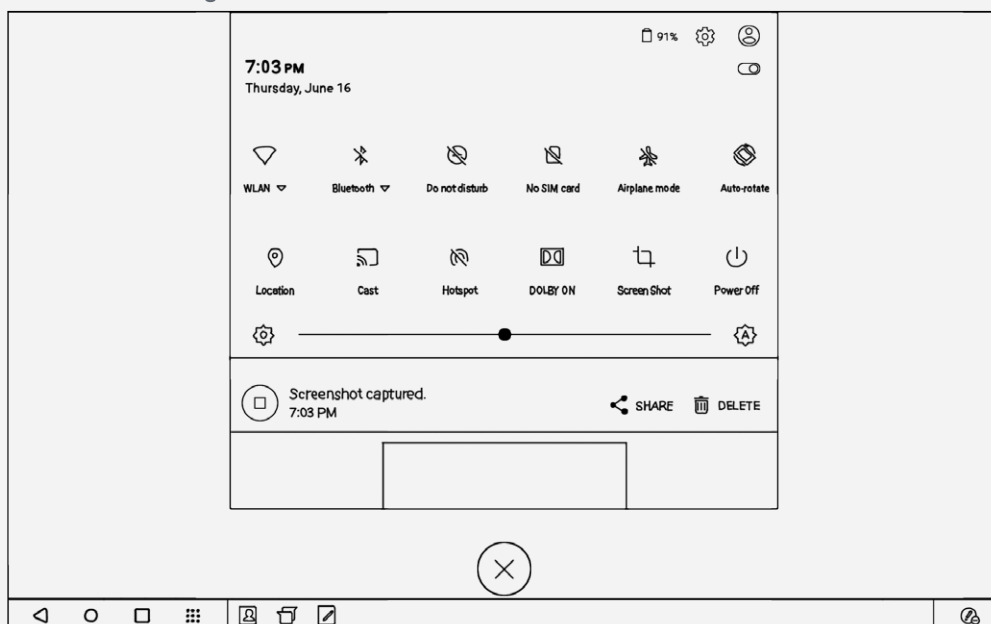 91%
7:03 PM
Thursday, June 16
WLAN Bluetooth Do not disturb No SIM card Airplane mode Auto-rotate
Location Cast Hotspot DOLBY ON Screen Shot Power Off
A
Screenshot captured.
7:03 PM
SHARE DELETE